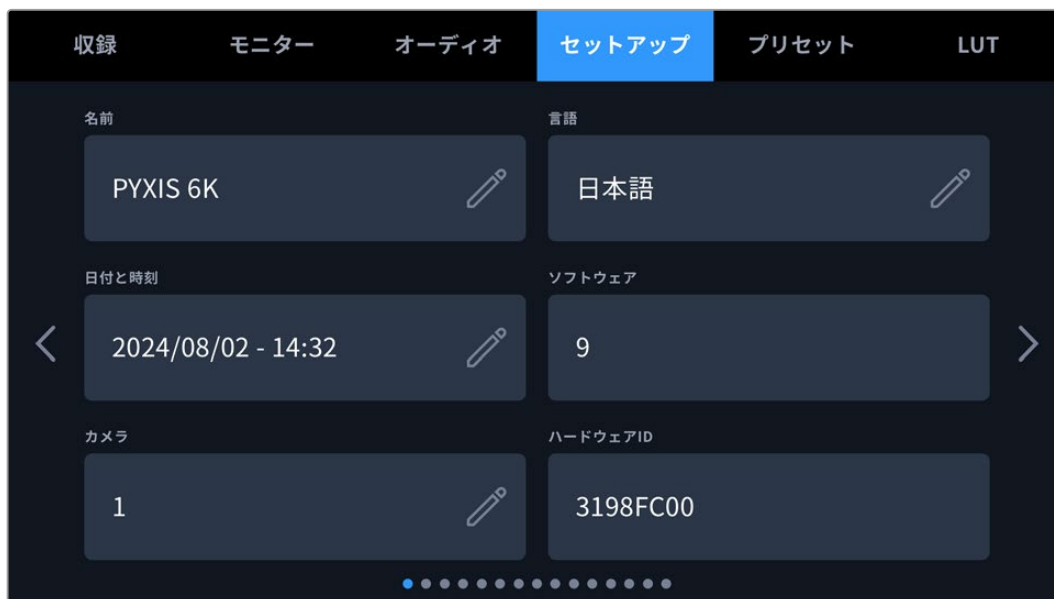 収録 モニター オーディオ セットアップ プリセット LUT
名前 言語
PYXIS 6K 日本語
日付と時刻 ソフトウェア
2024/08/02 - 14:32 9
カメラ ハードウェアID
1 3198FC00